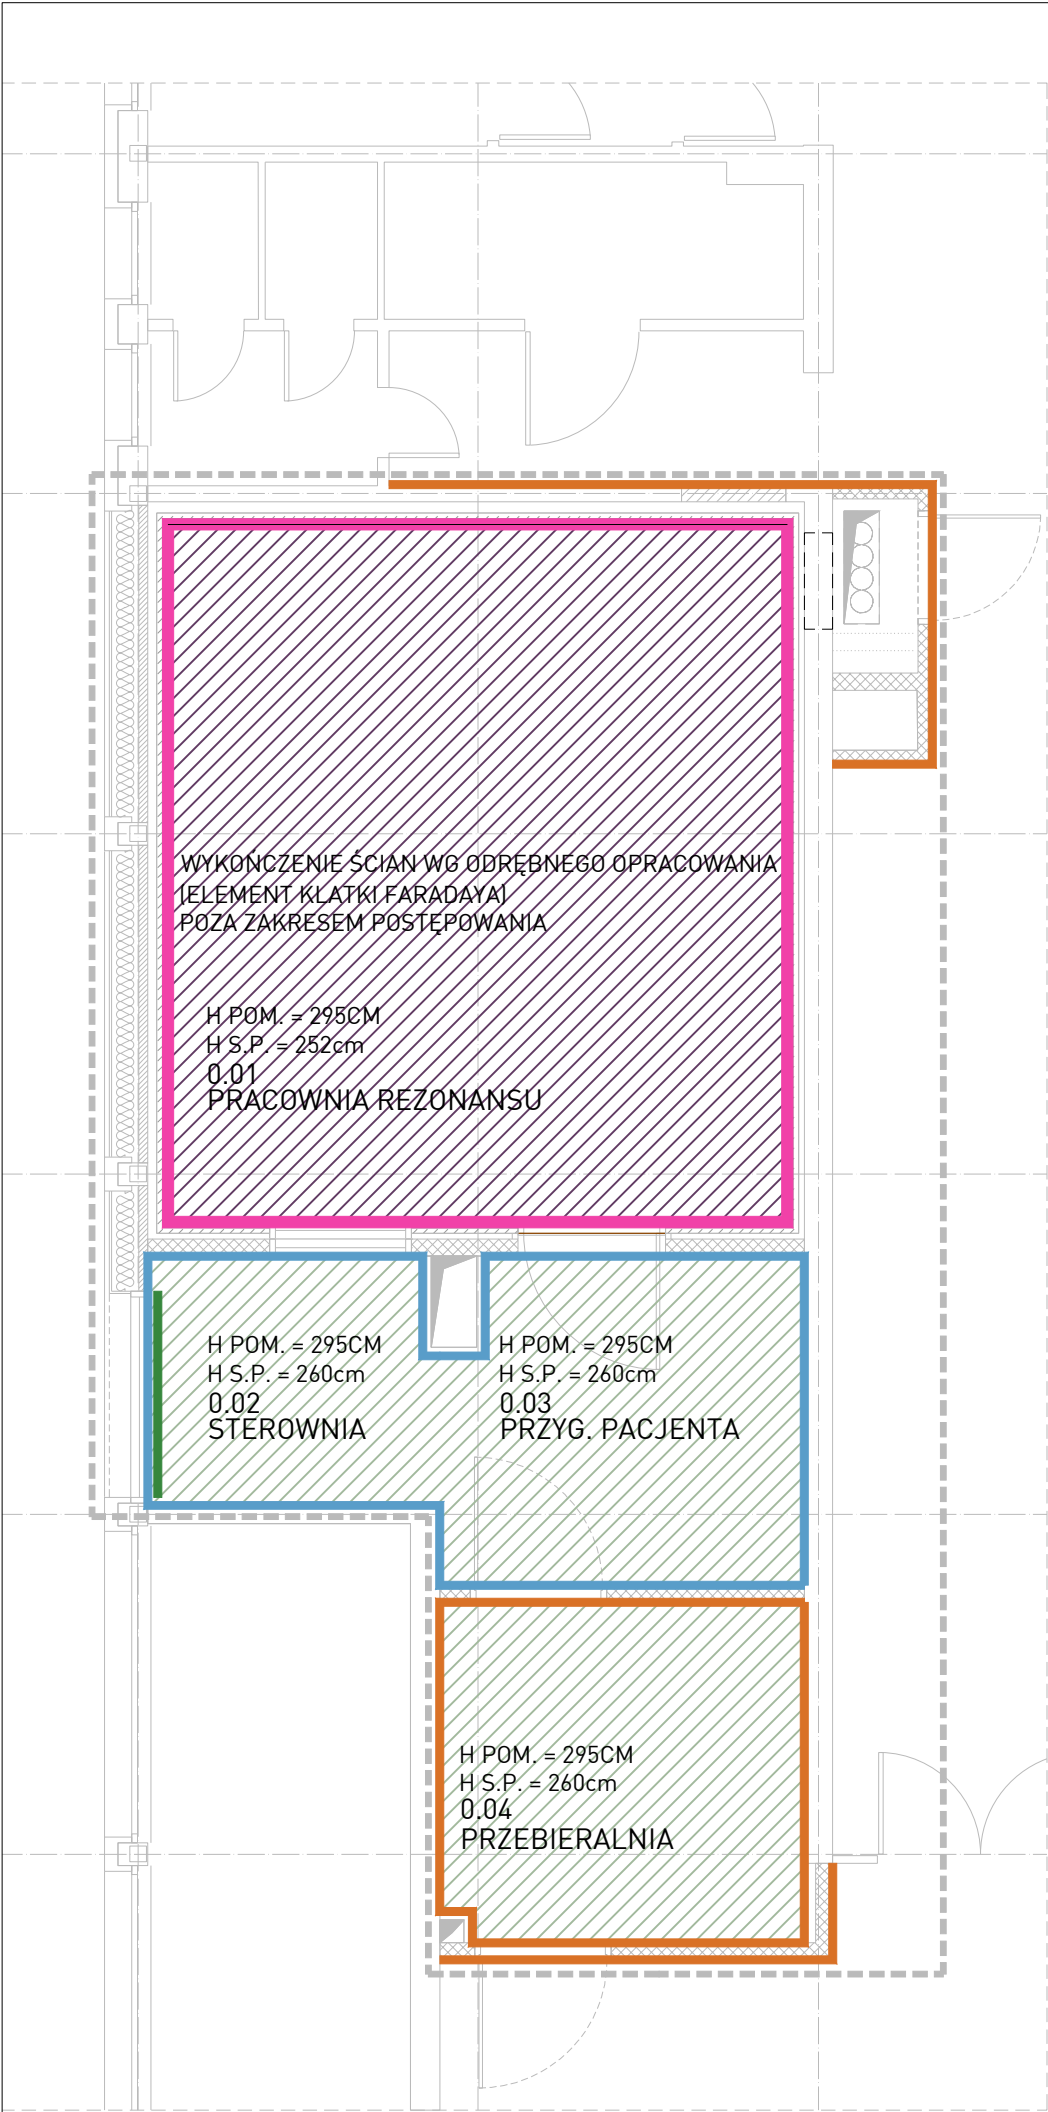 WYKOŃCZENIE ŚCIAN WG ODRĘBNEGO OPRACOWANIA
(ELEMENT KLATKI FARADAYA)
POZA ZAKRESEM POSTĘPOWANIA
H POM. = 295CM
H S.P. = 252cm
0.01
PRACOWNIA REZONANSU
H POM. = 295CM
H S.P. = 260cm
0.02
STEROWNIA
H POM. = 295CM
H S.P. = 260cm
0.03
PRZYG. PACJENTA
H POM. = 295CM
H S.P. = 260cm
0.04
PRZEBIERALNIA